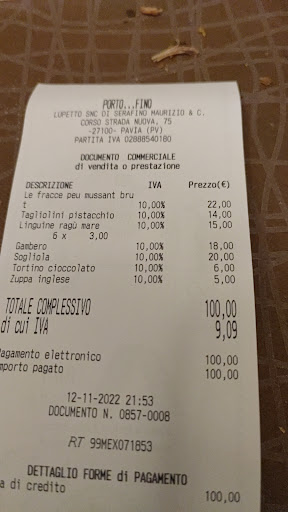 PORTO...FINO
LUPETTO SNC DI SERAFINO MAURIZIO & C.
CORSO STRADA NUOVA, 75
-27100- PAVIA (PV)
PARTITA IVA 02888540180
DOCUMENTO COMMERCIALE
di vendita o prestazione
DESCRIZIONE IVA Prezzo(€)
Le fracce peu mussant bru
t 10,00% 22,00
Tagliolini pistacchio 10,00% 14,00
Linguine ragù mare 10,00% 15,00
6 x 3,00
Gambero 10,00% 18,00
Sogliola 10,00% 20,00
Tortino cioccolato 10,00% 6,00
Zuppa inglese 10,00% 5,00
TOTALE COMPLESSIVO 100,00
di cui IVA 9,09
Pagamento elettronico 100,00
mporto pagato 100,00
12-11-2022 21:53
DOCUMENTO N. 0857-0008
RT 99MEX071853
DETTAGLIO FORME di PAGAMENTO
a di credito 100,00